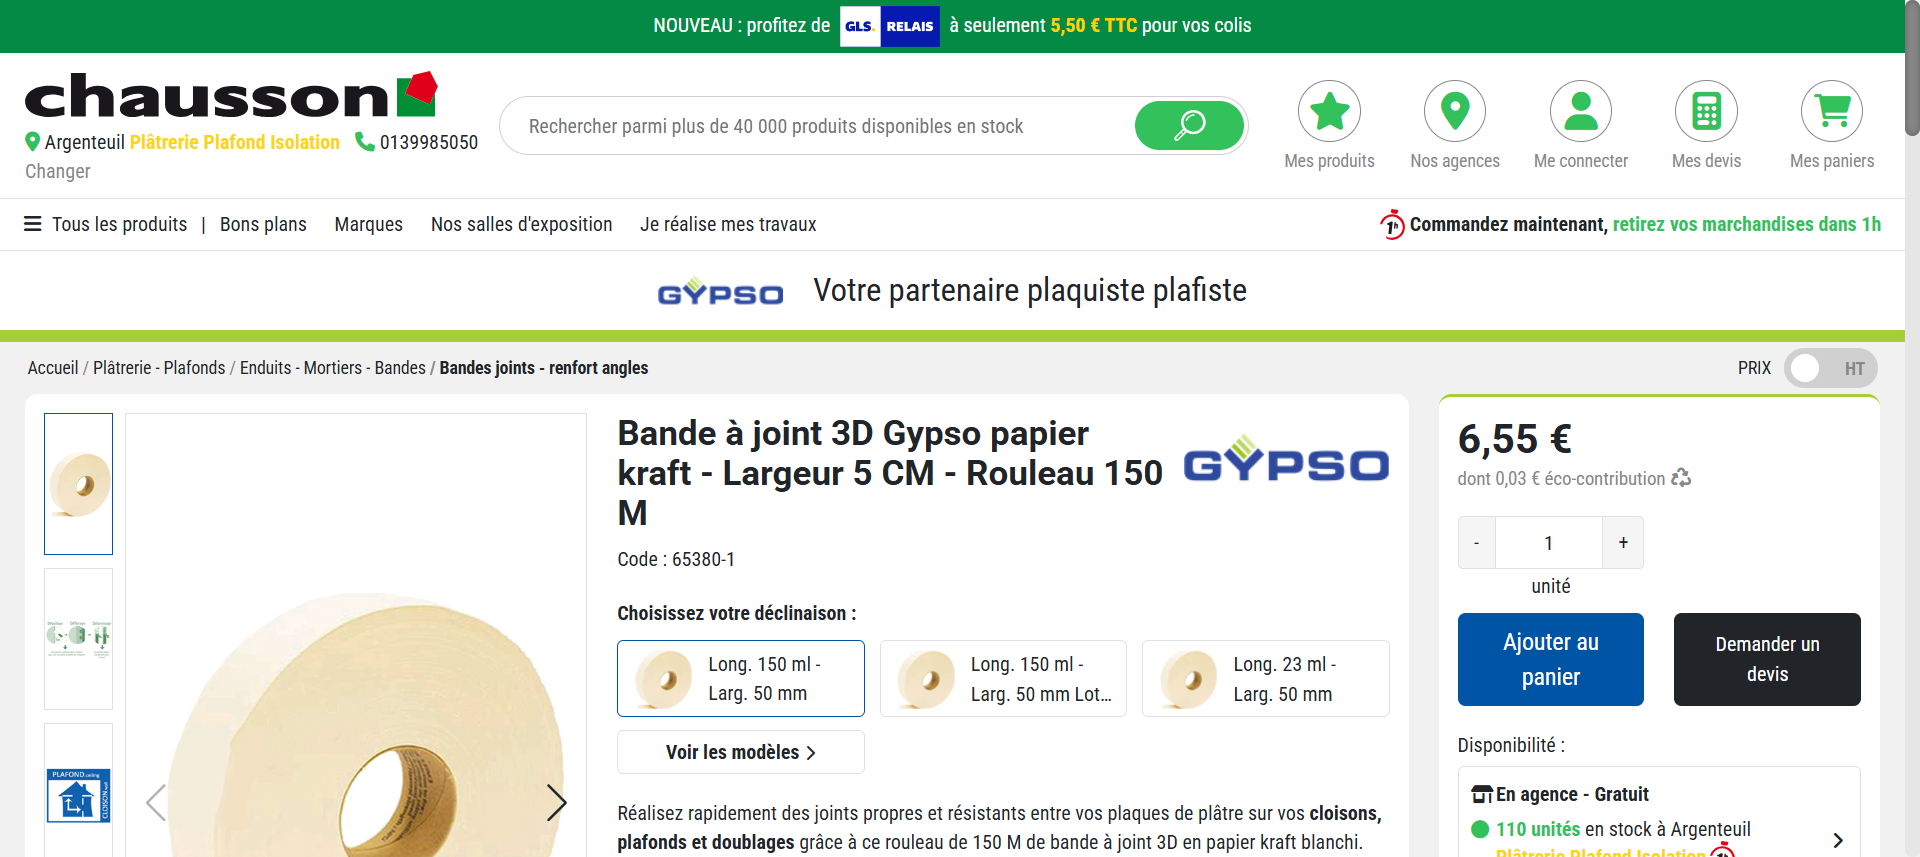 NOUVEAU : profitez de GLS. RELAIS à seulement 5,50 € TTC pour vos colis
chausson
Argenteuil Plâtrerie Plafond Isolation 0139985050
Changer
Rechercher parmi plus de 40 000 produits disponibles en stock
Mes produits
Nos agences
Me connecter
Mes devis
Mes paniers
Tous les produits | Bons plans Marques Nos salles d'exposition Je réalise mes travaux
1h Commandez maintenant, retirez vos marchandises dans 1h
GYPSO Votre partenaire plaquiste plafiste
Accueil / Plâtrerie - Plafonds / Enduits - Mortiers - Bandes / Bandes joints - renfort angles
PRIX HT
PLAFOND
CLOISON
Bande à joint 3D Gypso papier
kraft - Largeur 5 CM - Rouleau 150
M
GYPSO
Code : 65380-1
Choisissez votre déclinaison :
Long. 150 ml -
Larg. 50 mm
Long. 150 ml -
Larg. 50 mm Lot...
Long. 23 ml -
Larg. 50 mm
Voir les modèles
Réalisez rapidement des joints propres et résistants entre vos plaques de plâtre sur vos cloisons,
plafonds et doublages grâce à ce rouleau de 150 M de bande à joint 3D en papier kraft blanchi.
6,55 €
dont 0,03 € éco-contribution
- 1 +
unité
Ajouter au
panier
Demander un
devis
Disponibilité :
En agence - Gratuit
110 unités en stock à Argenteuil
Plâtrerie Plafond Isolation